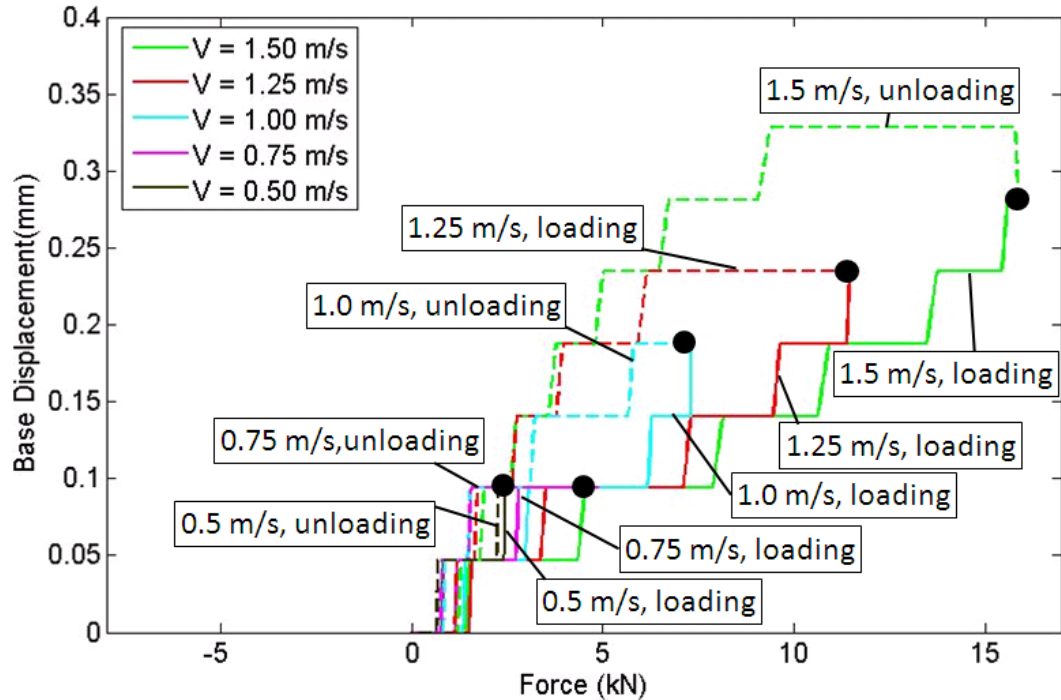 0.4
0.35
0.3
0.25
0.2
0.15
0.1
0.05
0
Base Displacement(mm)
V = 1.50 m/s
V = 1.25 m/s
V = 1.00 m/s
V = 0.75 m/s
V = 0.50 m/s
1.5 m/s, unloading
1.25 m/s, loading
1.0 m/s, unloading
1.5 m/s, loading
0.75 m/s,unloading
1.25 m/s, loading
1.0 m/s, loading
0.5 m/s, unloading
0.75 m/s, loading
0.5 m/s, loading
-5
0
5
10
15
Force (kN)